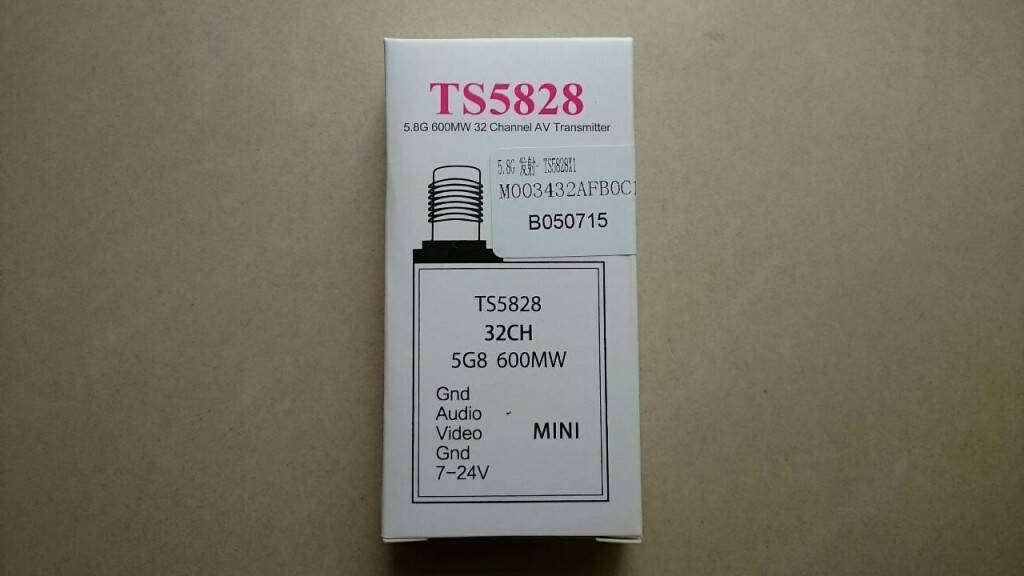 TS5828
5.8G 600MW 32 Channel AV Transmitter
5.8G 发射- TS5828X1
M003432AFB0C1
B050715
TS5828
32CH
5G8 600MW
Gnd
Audio
Video
MINI
Gnd
7-24V